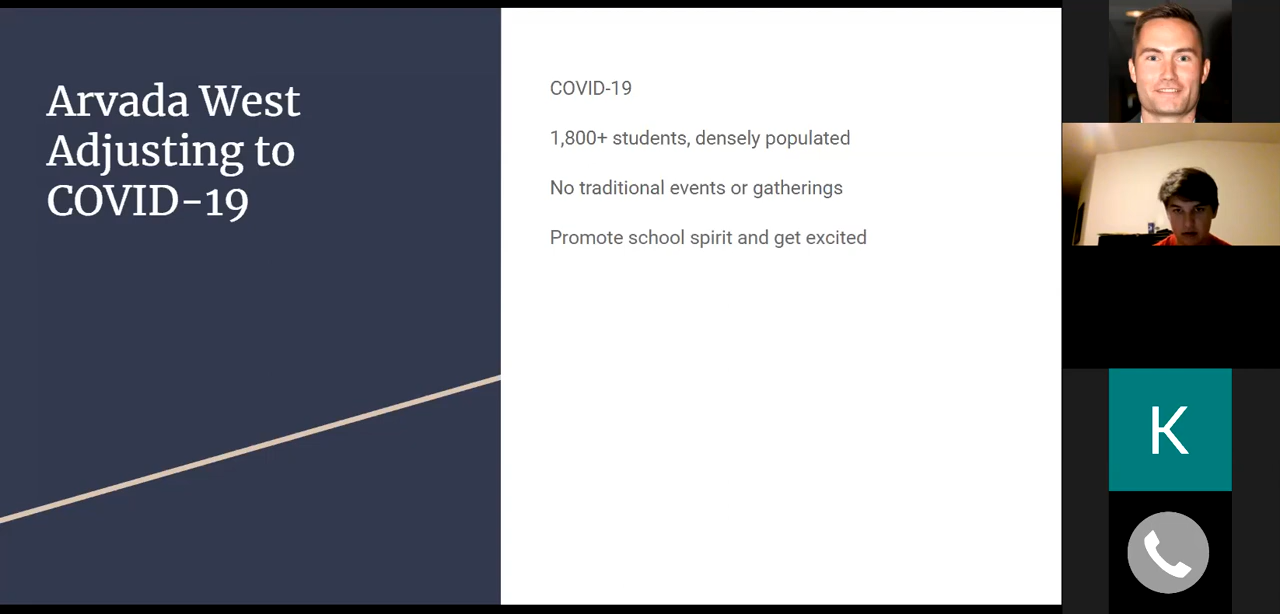 Arvada West
Adjusting to
COVID-19
COVID-19
1,800+ students, densely populated
No traditional events or gatherings
Promote school spirit and get excited
K